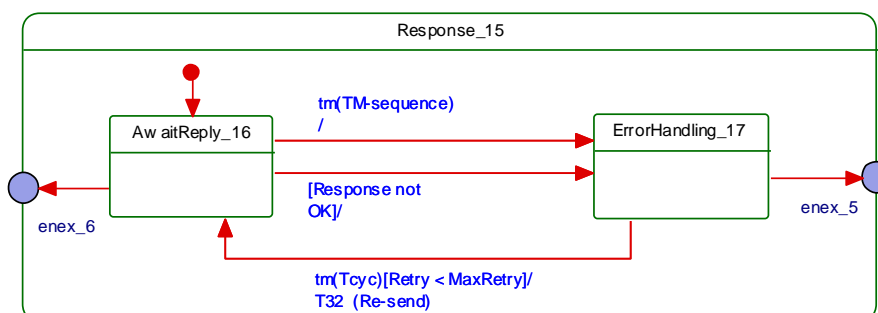 Response_15
tm(TM-sequence)
/
AwaitReply_16
ErrorHandling_17
[Response not
OK]/
enex_6
enex_5
tm(Tcyc)[Retry < MaxRetry]/
T32 (Re-send)